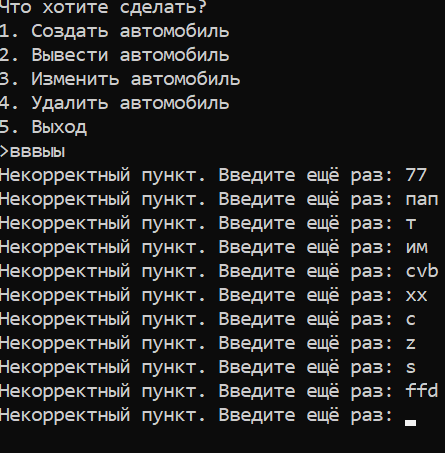 Что хотите сделать?
1. Создать автомобиль
2. Вывести автомобиль
3. Изменить автомобиль
4. Удалить автомобиль
5. Выход
>вввыы
Некорректный пункт. Введите ещё раз: 77
Некорректный пункт. Введите ещё раз: пап
Некорректный пункт. Введите ещё раз: т
Некорректный пункт. Введите ещё раз: им
Некорректный пункт. Введите ещё раз: cvb
Некорректный пункт. Введите ещё раз: xx
Некорректный пункт. Введите ещё раз: c
Некорректный пункт. Введите ещё раз: z
Некорректный пункт. Введите ещё раз: s
Некорректный пункт. Введите ещё раз: ffd
Некорректный пункт. Введите ещё раз: